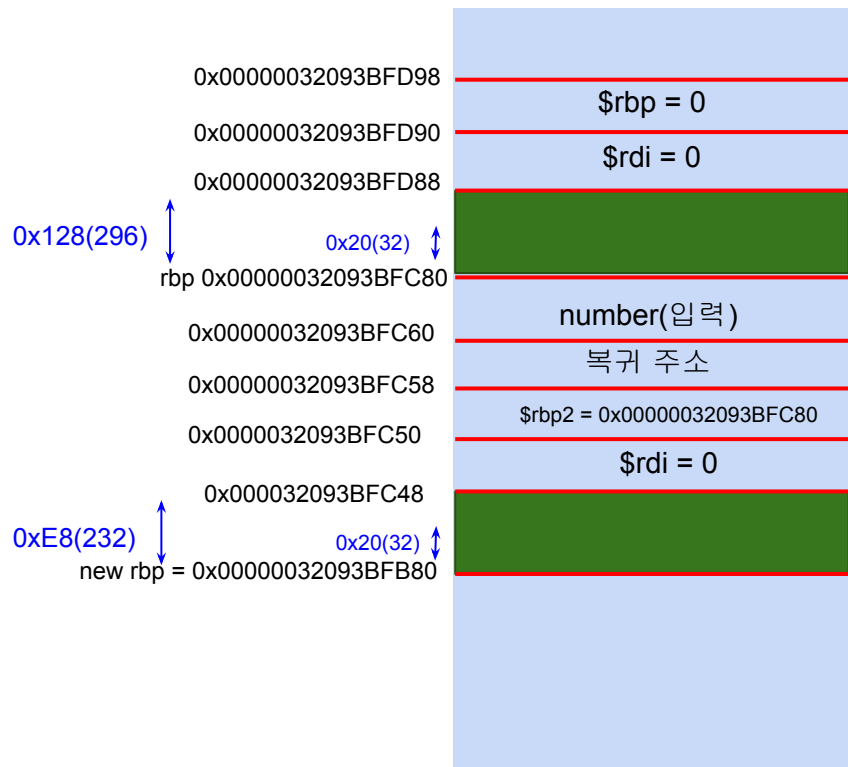 0x00000032093BFD98
$rbp = 0
0x00000032093BFD90
$rdi = 0
0x00000032093BFD88
0x128(296)
0x20(32)
rbp 0x00000032093BFC80
number(입력)
0x00000032093BFC60
복귀 주소
0x00000032093BFC58
$rbp2 = 0x00000032093BFC80
0x00000032093BFC50
$rdi = 0
0x000032093BFC48
0xE8(232)
0x20(32)
new rbp = 0x00000032093BFB80